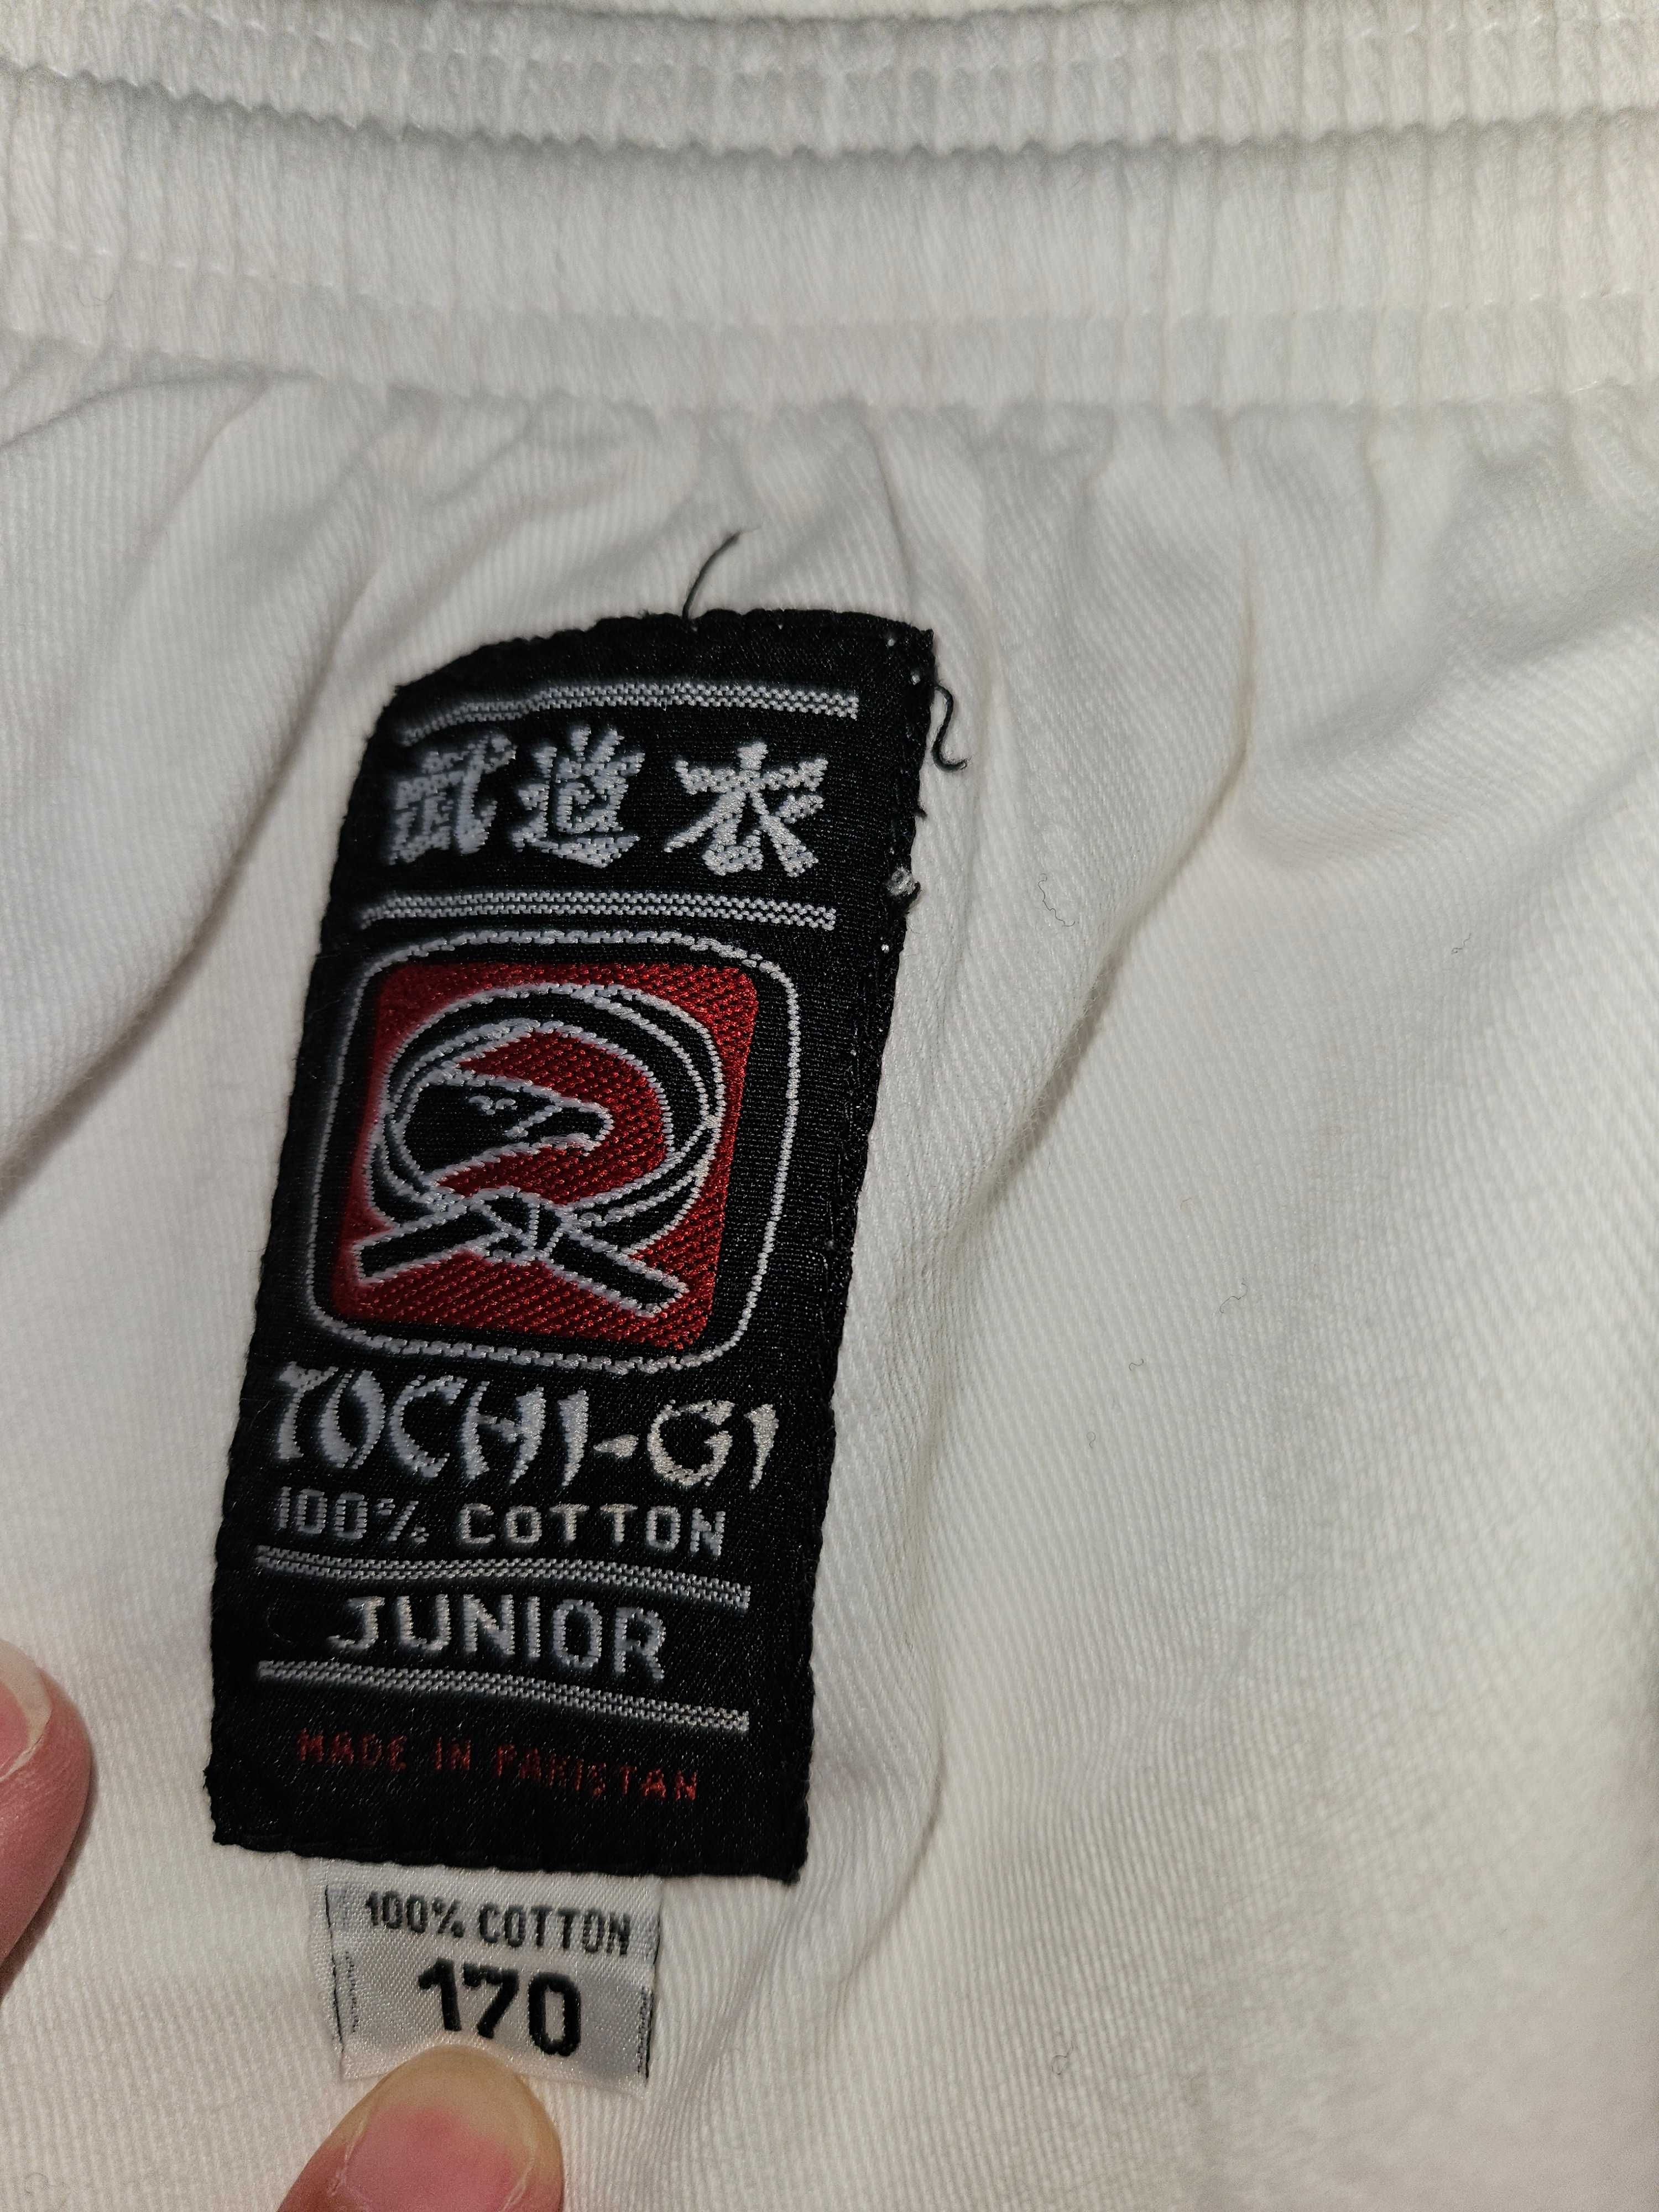 武道衣
TOCHI-GI
100% COTTON
JUNIOR
MADE IN PAKISTAN
100% COTTON
170